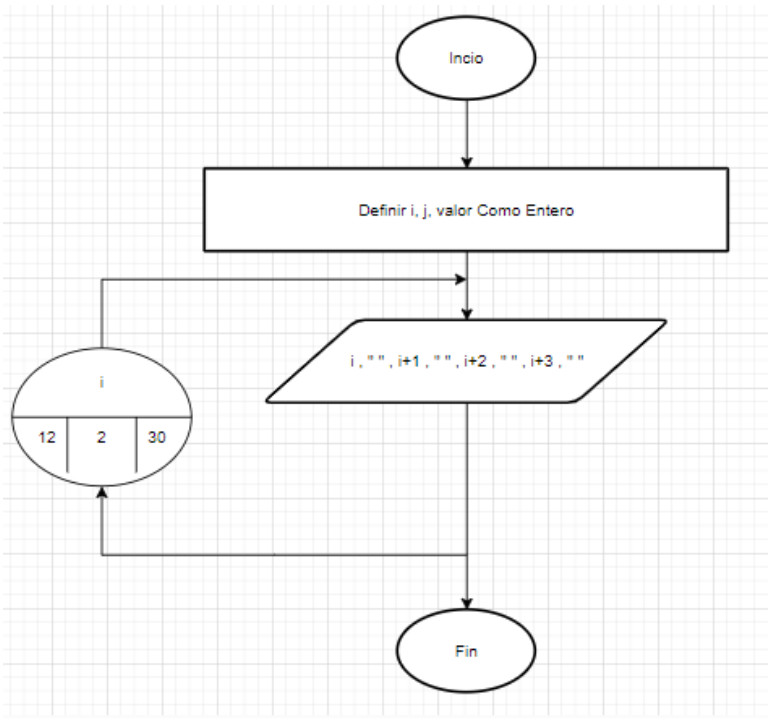 Incio
Definir i, j, valor Como Entero
i , " " , i+1 , " " , i+2 , " " , i+3 , " "
i
12 2 30
Fin